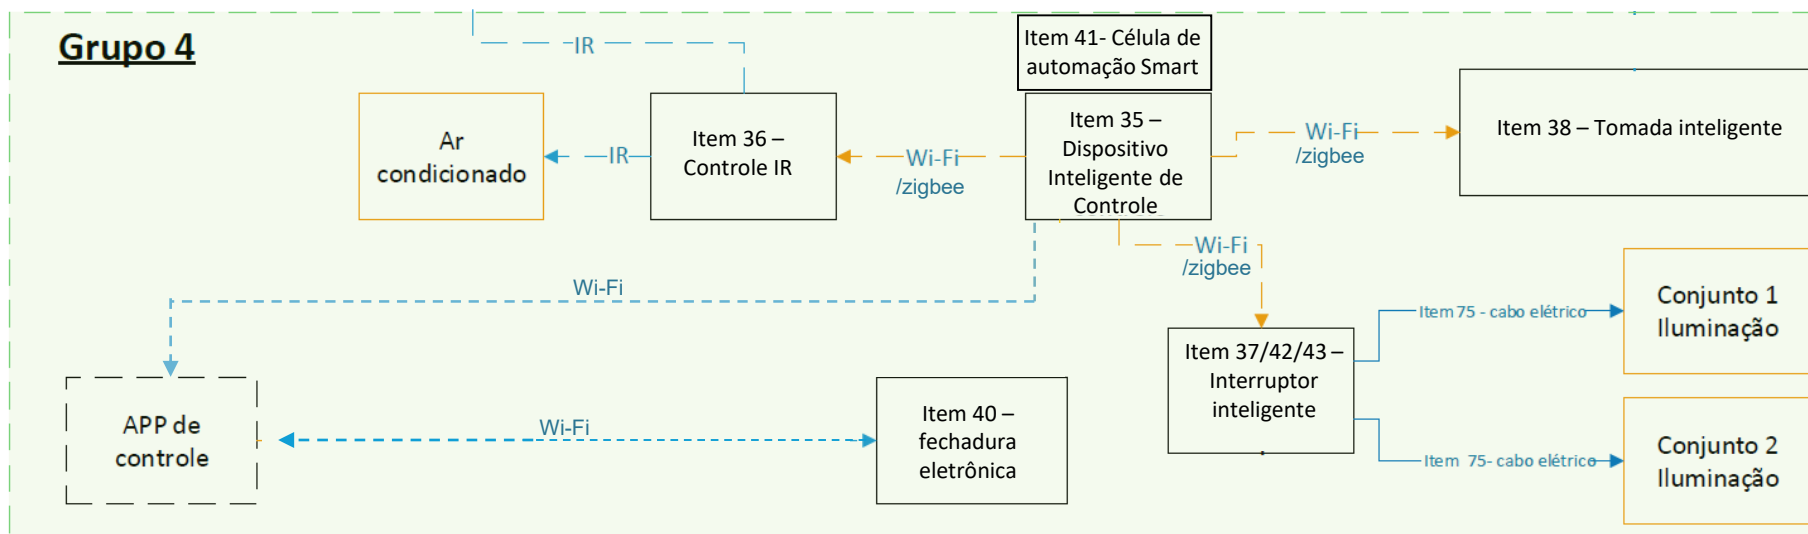 Grupo 4
IR
Item 41- Célula de
automação Smart
Ar
condicionado
IR
Item 36 –
Controle IR
Wi-Fi
/zigbee
Item 35 –
Dispositivo
Inteligente de
Controle
Wi-Fi
/zigbee
Item 38 – Tomada inteligente
Wi-Fi
/zigbee
Wi-Fi
Item 75 - cabo elétrico
Conjunto 1
Iluminação
Item 37/42/43 –
Interruptor
inteligente
APP de
controle
Wi-Fi
Item 40 –
fechadura
eletrônica
Item 75- cabo elétrico
Conjunto 2
Iluminação